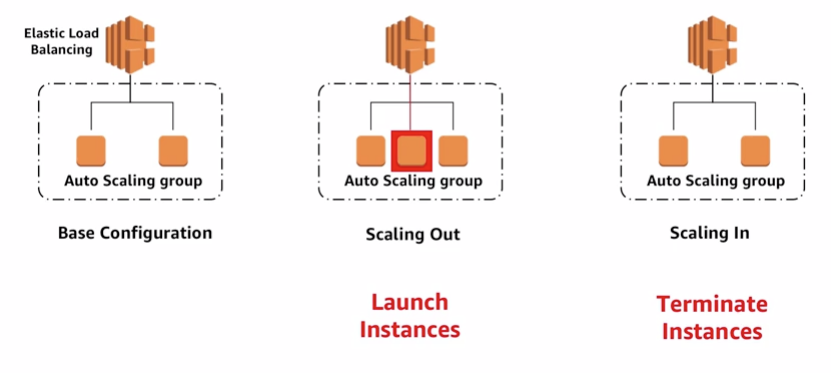 Elastic Load
Balancing
Auto Scaling group
Base Configuration
Auto Scaling group
Scaling Out
Launch
Instances
Auto Scaling group
Scaling In
Terminate
Instances